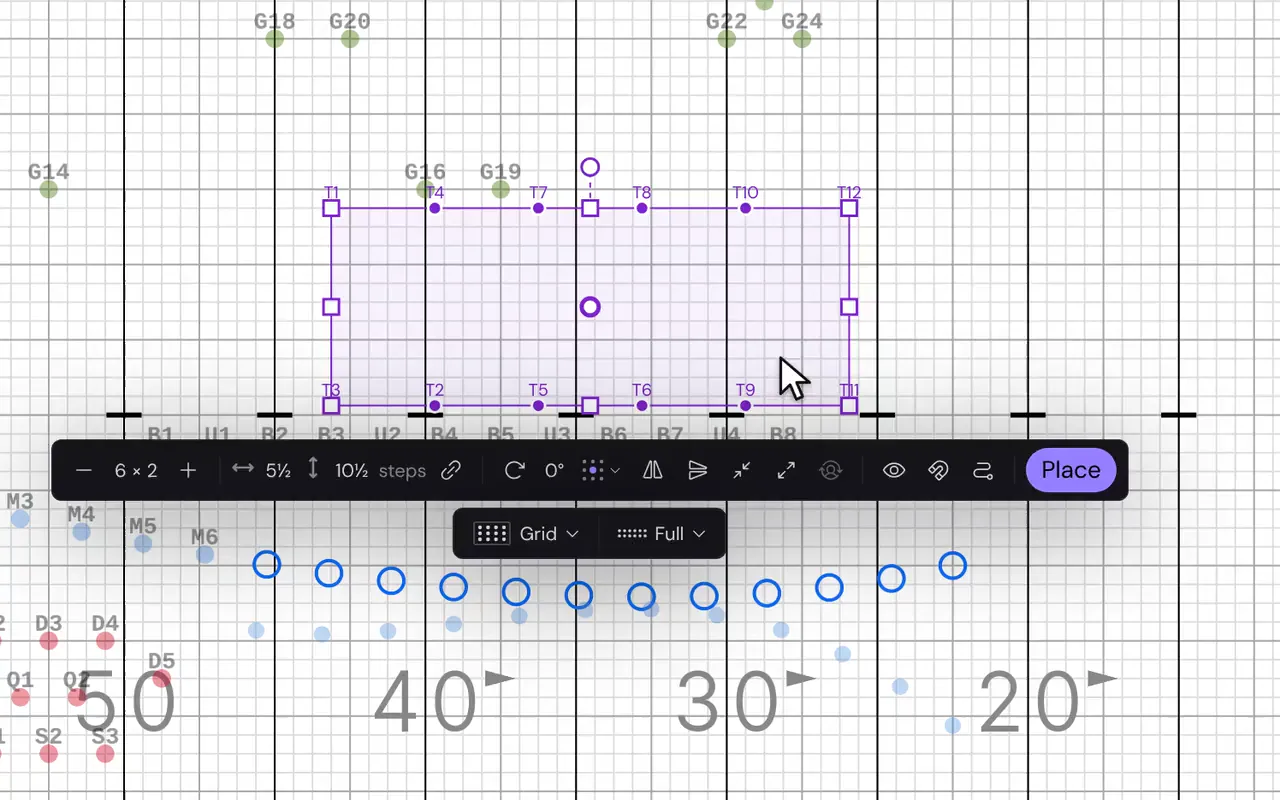 G18 G20 G22 G24
G14 G16 G19
T1 T4 T7 T8 T10 T12
T3 T2 T5 T6 T9 T11
B1 U1 B2 B3 U2 B4 B5 U3 B6 B7 U4 B8
6 × 2 5½ 10½ steps 0° Place
M3 M4 M5 M6
Grid Full
D3 D4
D5
Q1 Q2
50 40 30 20
S2 S3